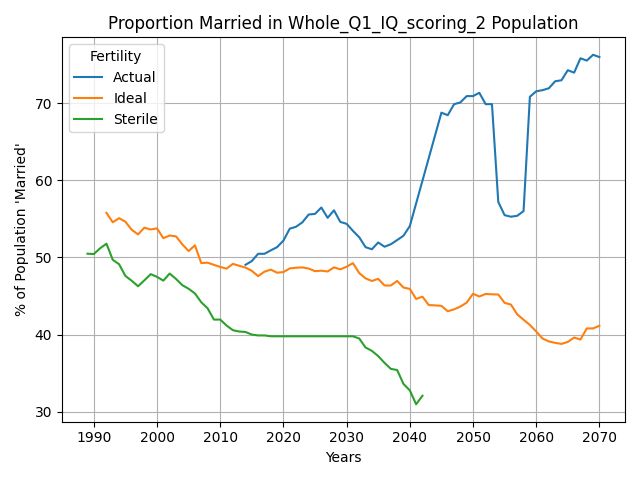 Proportion Married in Whole_Q1_IQ_scoring_2 Population
Fertility
Actual
Ideal
Sterile
% of Population 'Married'
70
60
50
40
30
1990 2000 2010 2020 2030 2040 2050 2060 2070
Years